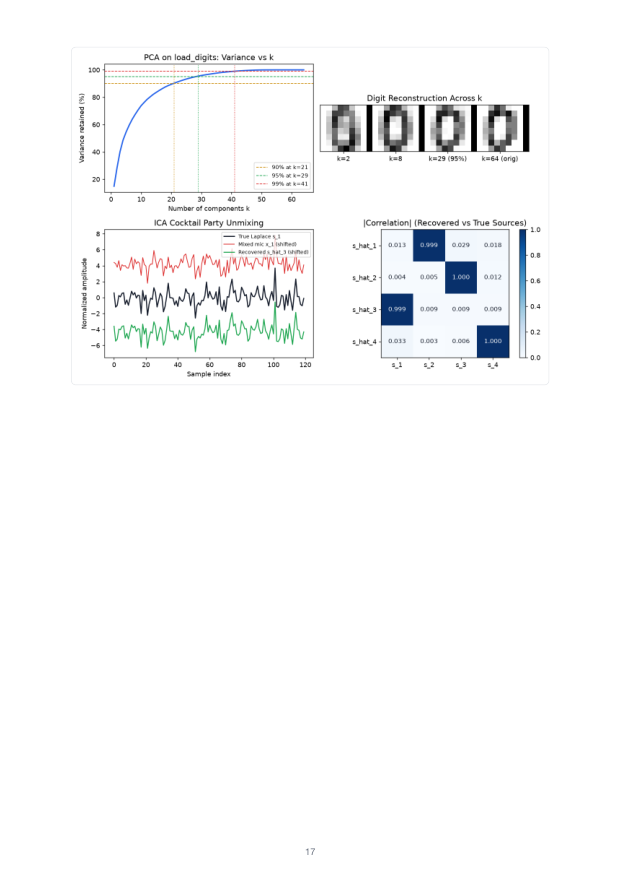 PCA on load_digits: Variance vs k
Variance retained (%)
100
80
60
40
20
90% at k=21
95% at k=29
99% at k=41
0 10 20 30 40 50 60
Number of components k
Digit Reconstruction Across k
k=2 k=8 k=29 (95%) k=64 (orig)
ICA Cocktail Party Unmixing
Normalized amplitude
8
6
4
2
0
−2
−4
−6
True Laplace s_1
Mixed mic x_1 (shifted)
Recovered s_hat_3 (shifted)
0 20 40 60 80 100 120
Sample index
|Correlation| (Recovered vs True Sources)
s_hat_1 0.013 0.999 0.029 0.018
s_hat_2 0.004 0.005 1.000 0.012
s_hat_3 0.999 0.009 0.009 0.009
s_hat_4 0.033 0.003 0.006 1.000
s_1 s_2 s_3 s_4
1.0
0.8
0.6
0.4
0.2
0.0
17